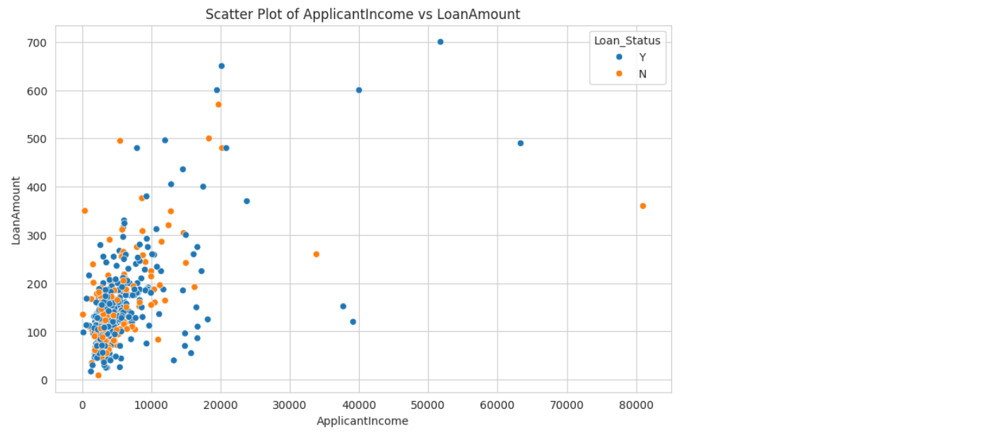 Scatter Plot of ApplicantIncome vs LoanAmount
Loan_Status
Y
N
700
600
500
400
300
200
100
0
LoanAmount
0 10000 20000 30000 40000 50000 60000 70000 80000
ApplicantIncome